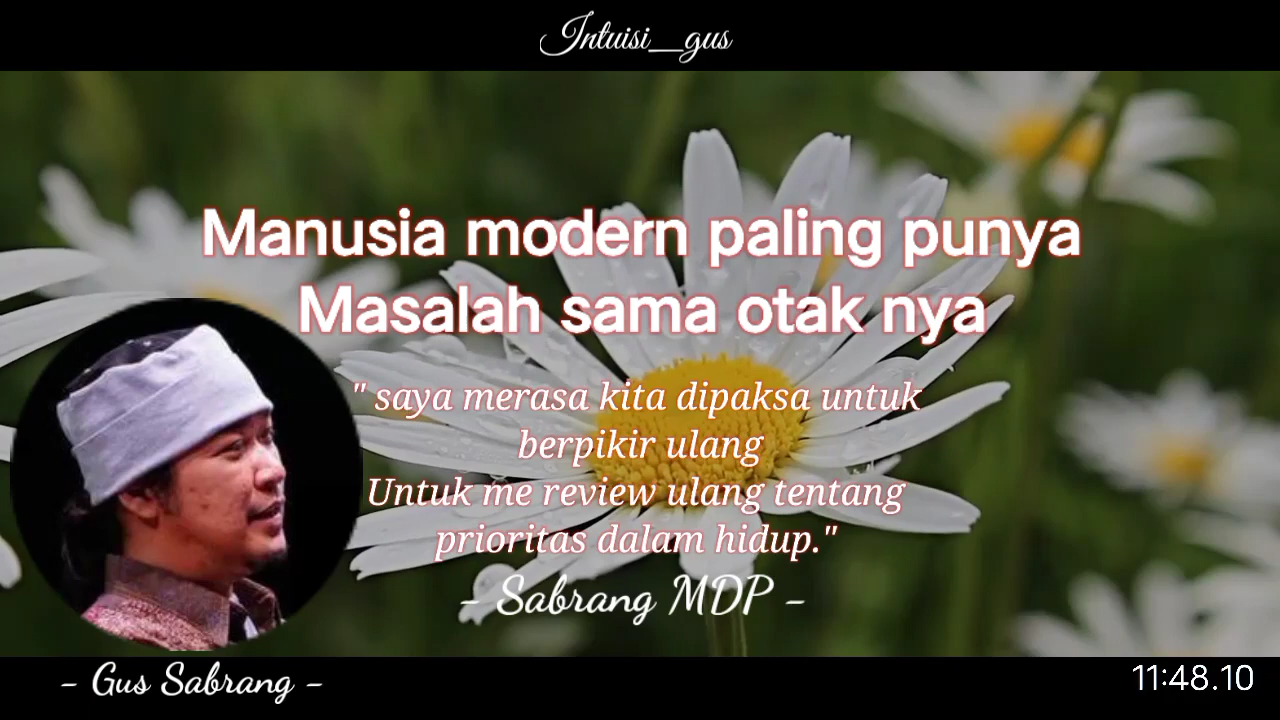 Intuisi__gus
Manusia modern paling punya
Masalah sama otak nya
" saya merasa kita dipaksa untuk
berpikir ulang
Untuk me review ulang tentang
prioritas dalam hidup."
- Sabrang MDP -
- Gus Sabrang -
11:48.10